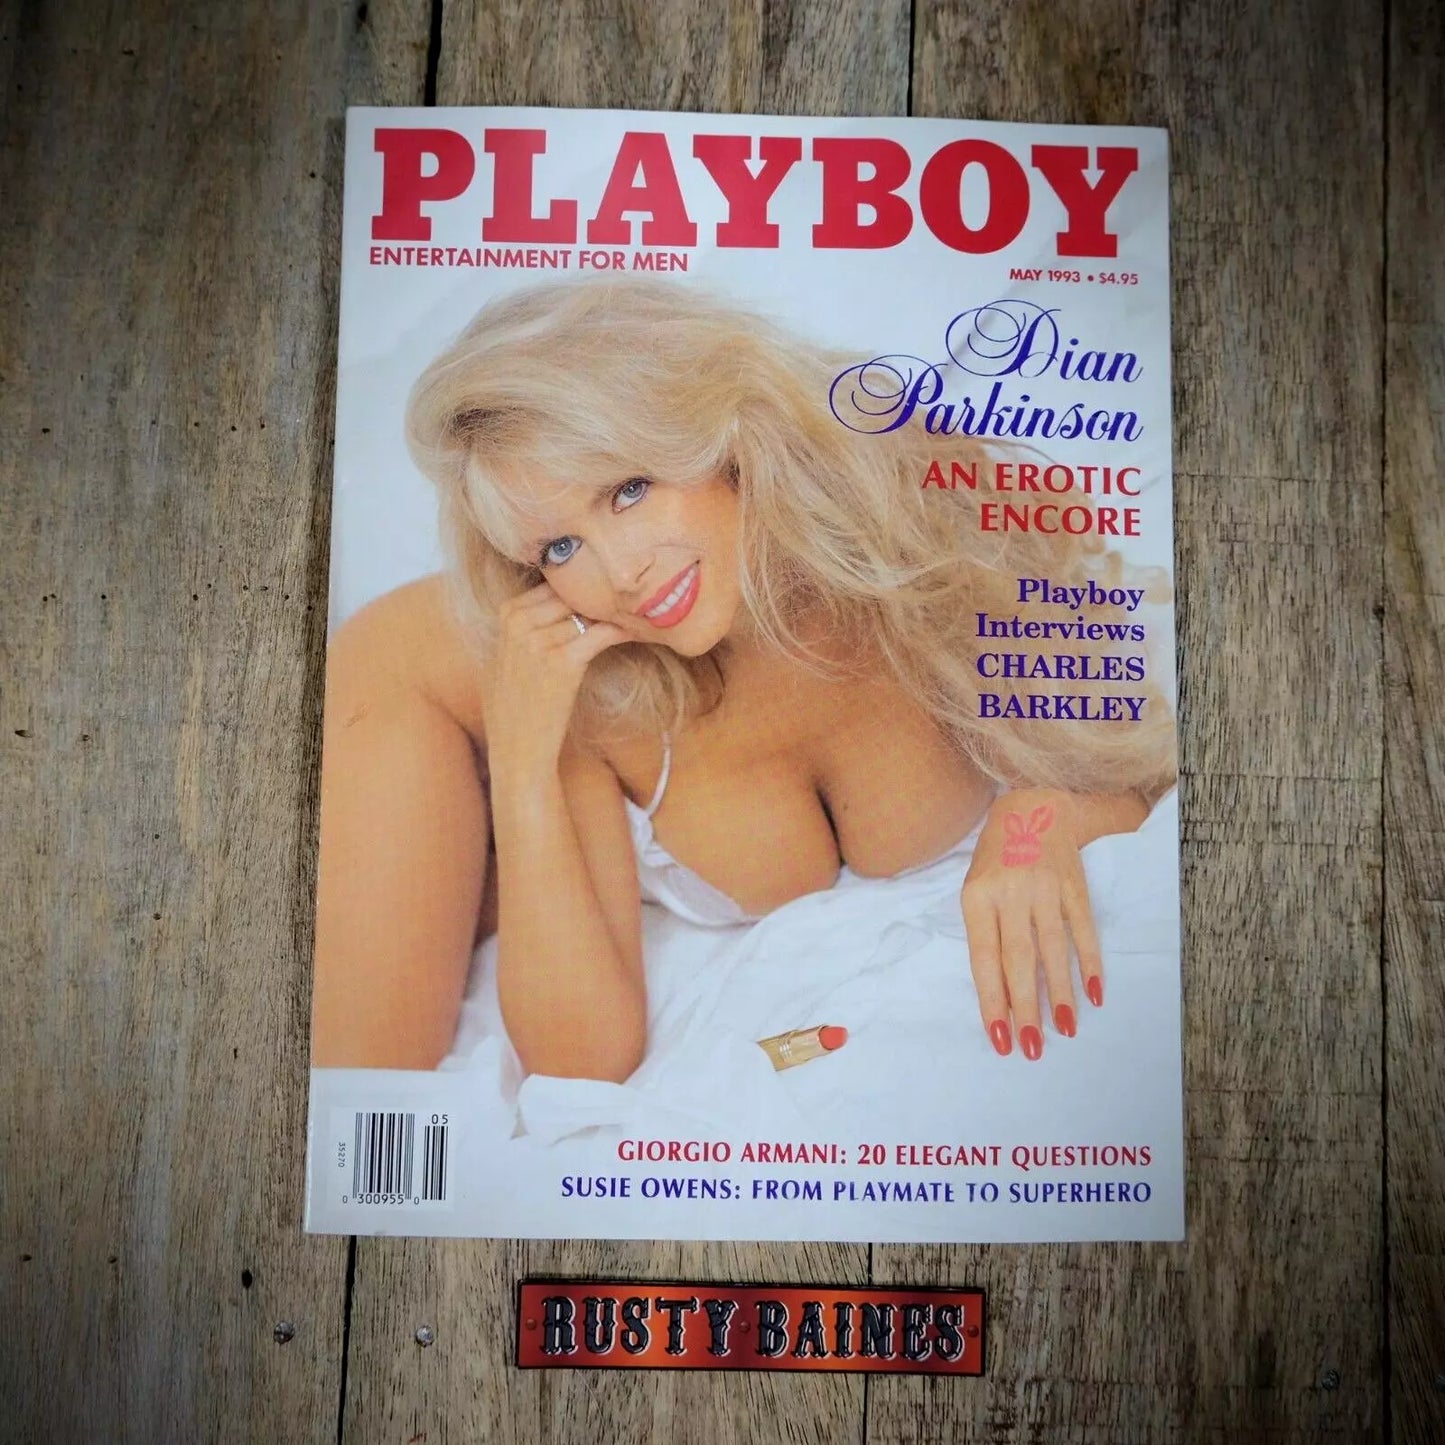 PLAYBOY
ENTERTAINMENT FOR MEN
MAY 1993 • $4.95
Dian
Parkinson
AN EROTIC
ENCORE
Playboy
Interviews
CHARLES
BARKLEY
GIORGIO ARMANI: 20 ELEGANT QUESTIONS
SUSIE OWENS: FROM PLAYMATE TO SUPERHERO
05
35270
0 300955 0
RUSTY BAINES